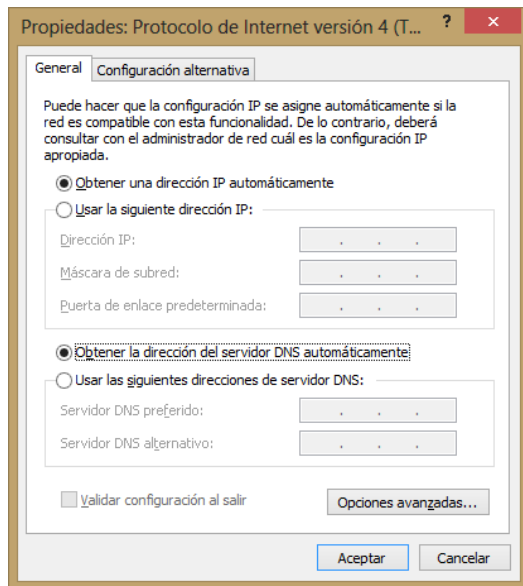 Propiedades: Protocolo de Internet versión 4 (T...
?
General
Configuración alternativa
Puede hacer que la configuración IP se asigne automáticamente si la
red es compatible con esta funcionalidad. De lo contrario, deberá
consultar con el administrador de red cuál es la configuración IP
apropiada.
Obtener una dirección IP automáticamente
Usar la siguiente dirección IP:
Dirección IP:
Máscara de subred:
Puerta de enlace predeterminada:
Obtener la dirección del servidor DNS automáticamente
Usar las siguientes direcciones de servidor DNS:
Servidor DNS preferido:
Servidor DNS alternativo:
Validar configuración al salir
Opciones avanzadas...
Aceptar
Cancelar